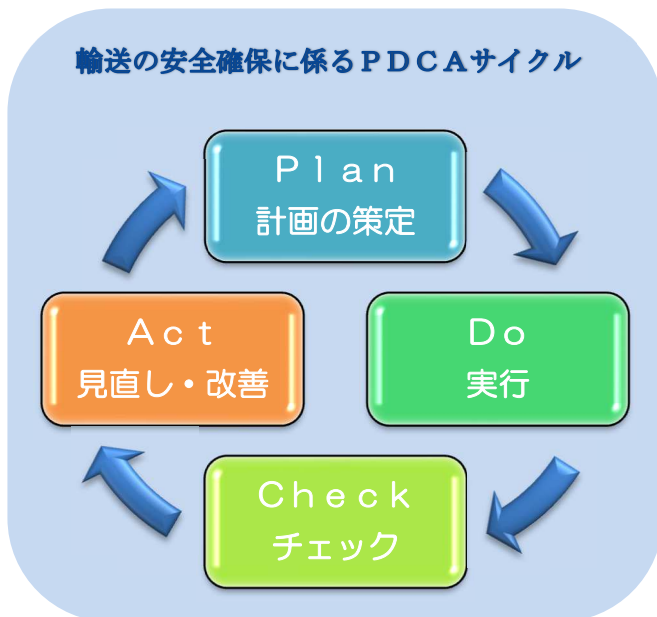 輸送の安全確保に係るＰＤＣＡサイクル
Ｐｌａｎ
計画の策定
Ｄｏ
実行
Ｃｈｅｃｋ
チェック
Ａｃｔ
見直し・改善